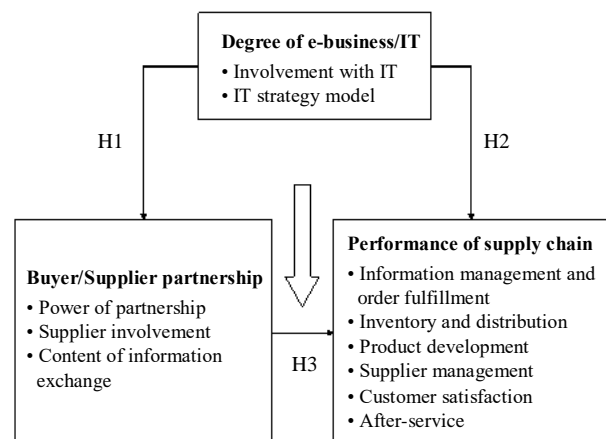 Degree of e-business/IT
• Involvement with IT
• IT strategy model
H1
H2
Buyer/Supplier partnership
• Power of partnership
• Supplier involvement
• Content of information
exchange
H3
Performance of supply chain
• Information management and
order fulfillment
• Inventory and distribution
• Product development
• Supplier management
• Customer satisfaction
• After-service